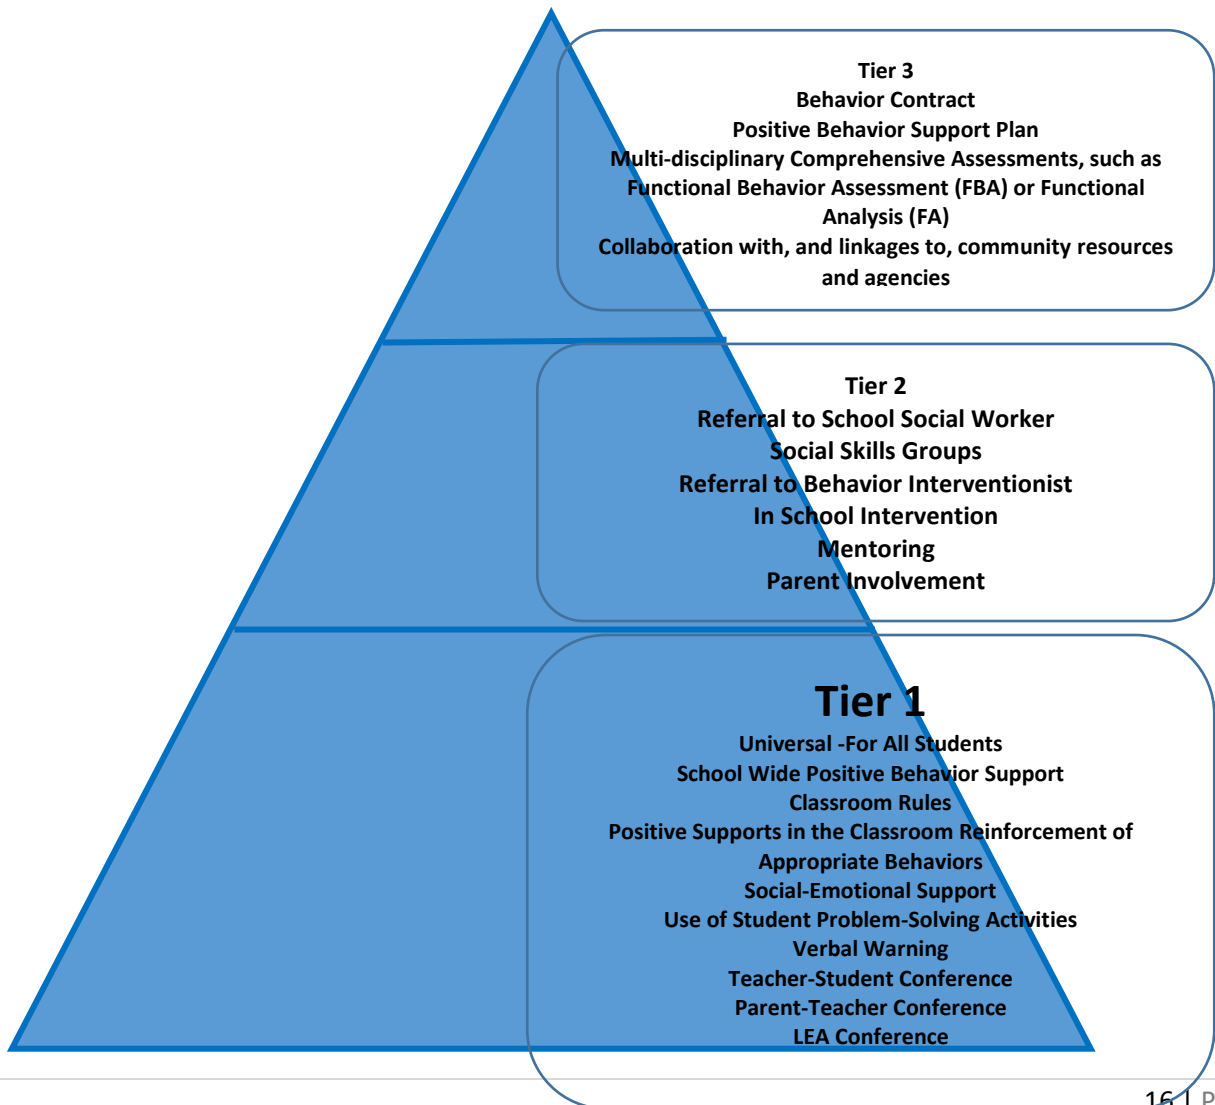 Tier 3
Behavior Contract
Positive Behavior Support Plan
Multi-disciplinary Comprehensive Assessments, such as
Functional Behavior Assessment (FBA) or Functional
Analysis (FA)
Collaboration with, and linkages to, community resources
and agencies
Tier 2
Referral to School Social Worker
Social Skills Groups
Referral to Behavior Interventionist
In School Intervention
Mentoring
Parent Involvement
Tier 1
Universal -For All Students
School Wide Positive Behavior Support
Classroom Rules
Positive Supports in the Classroom Reinforcement of
Appropriate Behaviors
Social-Emotional Support
Use of Student Problem-Solving Activities
Verbal Warning
Teacher-Student Conference
Parent-Teacher Conference
LEA Conference
16 | P